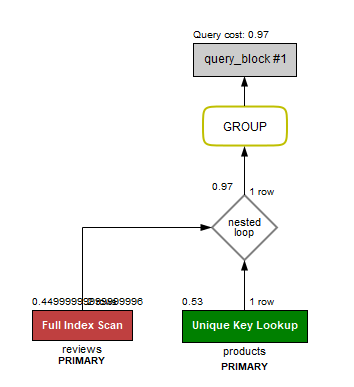 Query cost: 0.97
query_block #1
GROUP
0.97
1 row
nested
loop
0.53
1 row
Full Index Scan
Unique Key Lookup
reviews
PRIMARY
products
PRIMARY